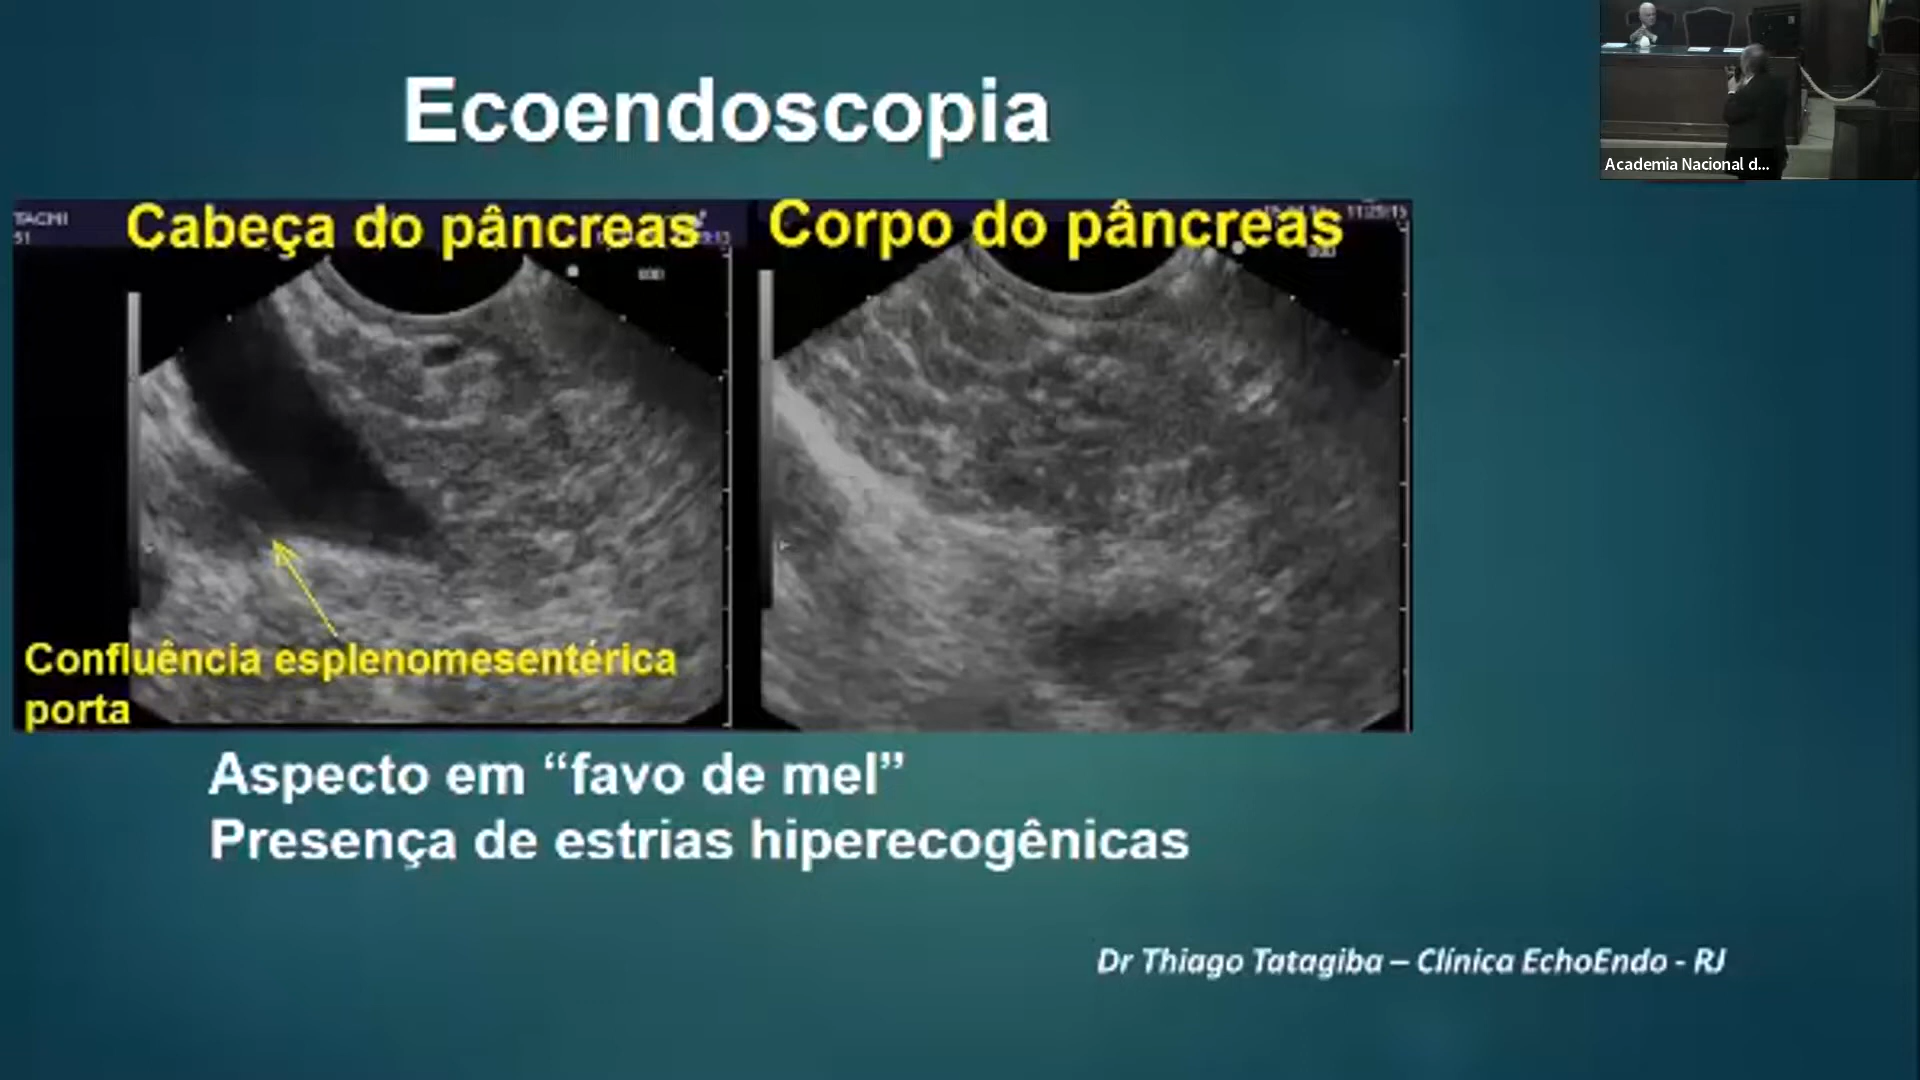 Ecoendoscopia
Academia Nacional d...
Cabeça do pâncreas
Corpo do pâncreas
51
Confluência esplenomesentérica
porta
Aspecto em “favo de mel”
Presença de estrias hiperecogênicas
Dr Thiago Tatagiba – Clínica EchoEndo - RJ